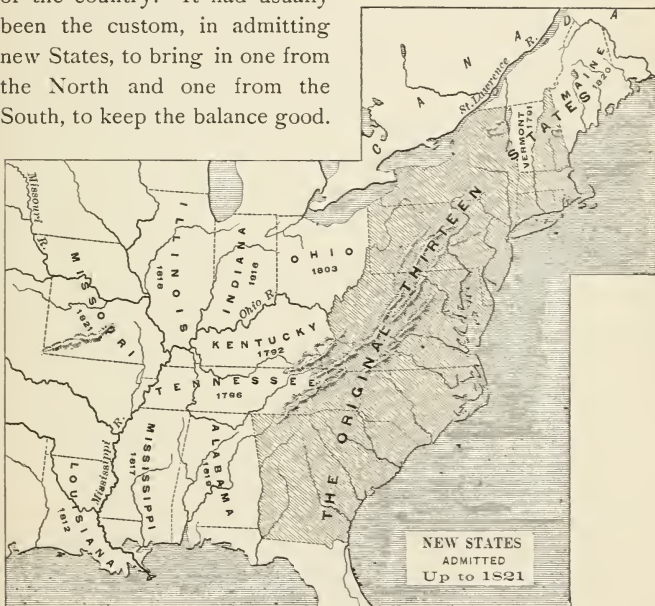 of the country. It had usually
been the custom, in admitting
new States, to bring in one from
the North and one from the
South, to keep the balance good.
C A N A D A
St. Lawrence R.
MAINE
1820
VERMONT
1791
THE ORIGINAL THIRTEEN STATES
Missouri R.
MISSOURI
1821
ILLINOIS
1818
INDIANA
1816
OHIO
1803
Ohio R.
KENTUCKY
1792
TENNESSEE
1796
Mississippi R.
MISSISSIPPI
1817
ALABAMA
1819
LOUISIANA
1812
NEW STATES
ADMITTED
Up to 1821